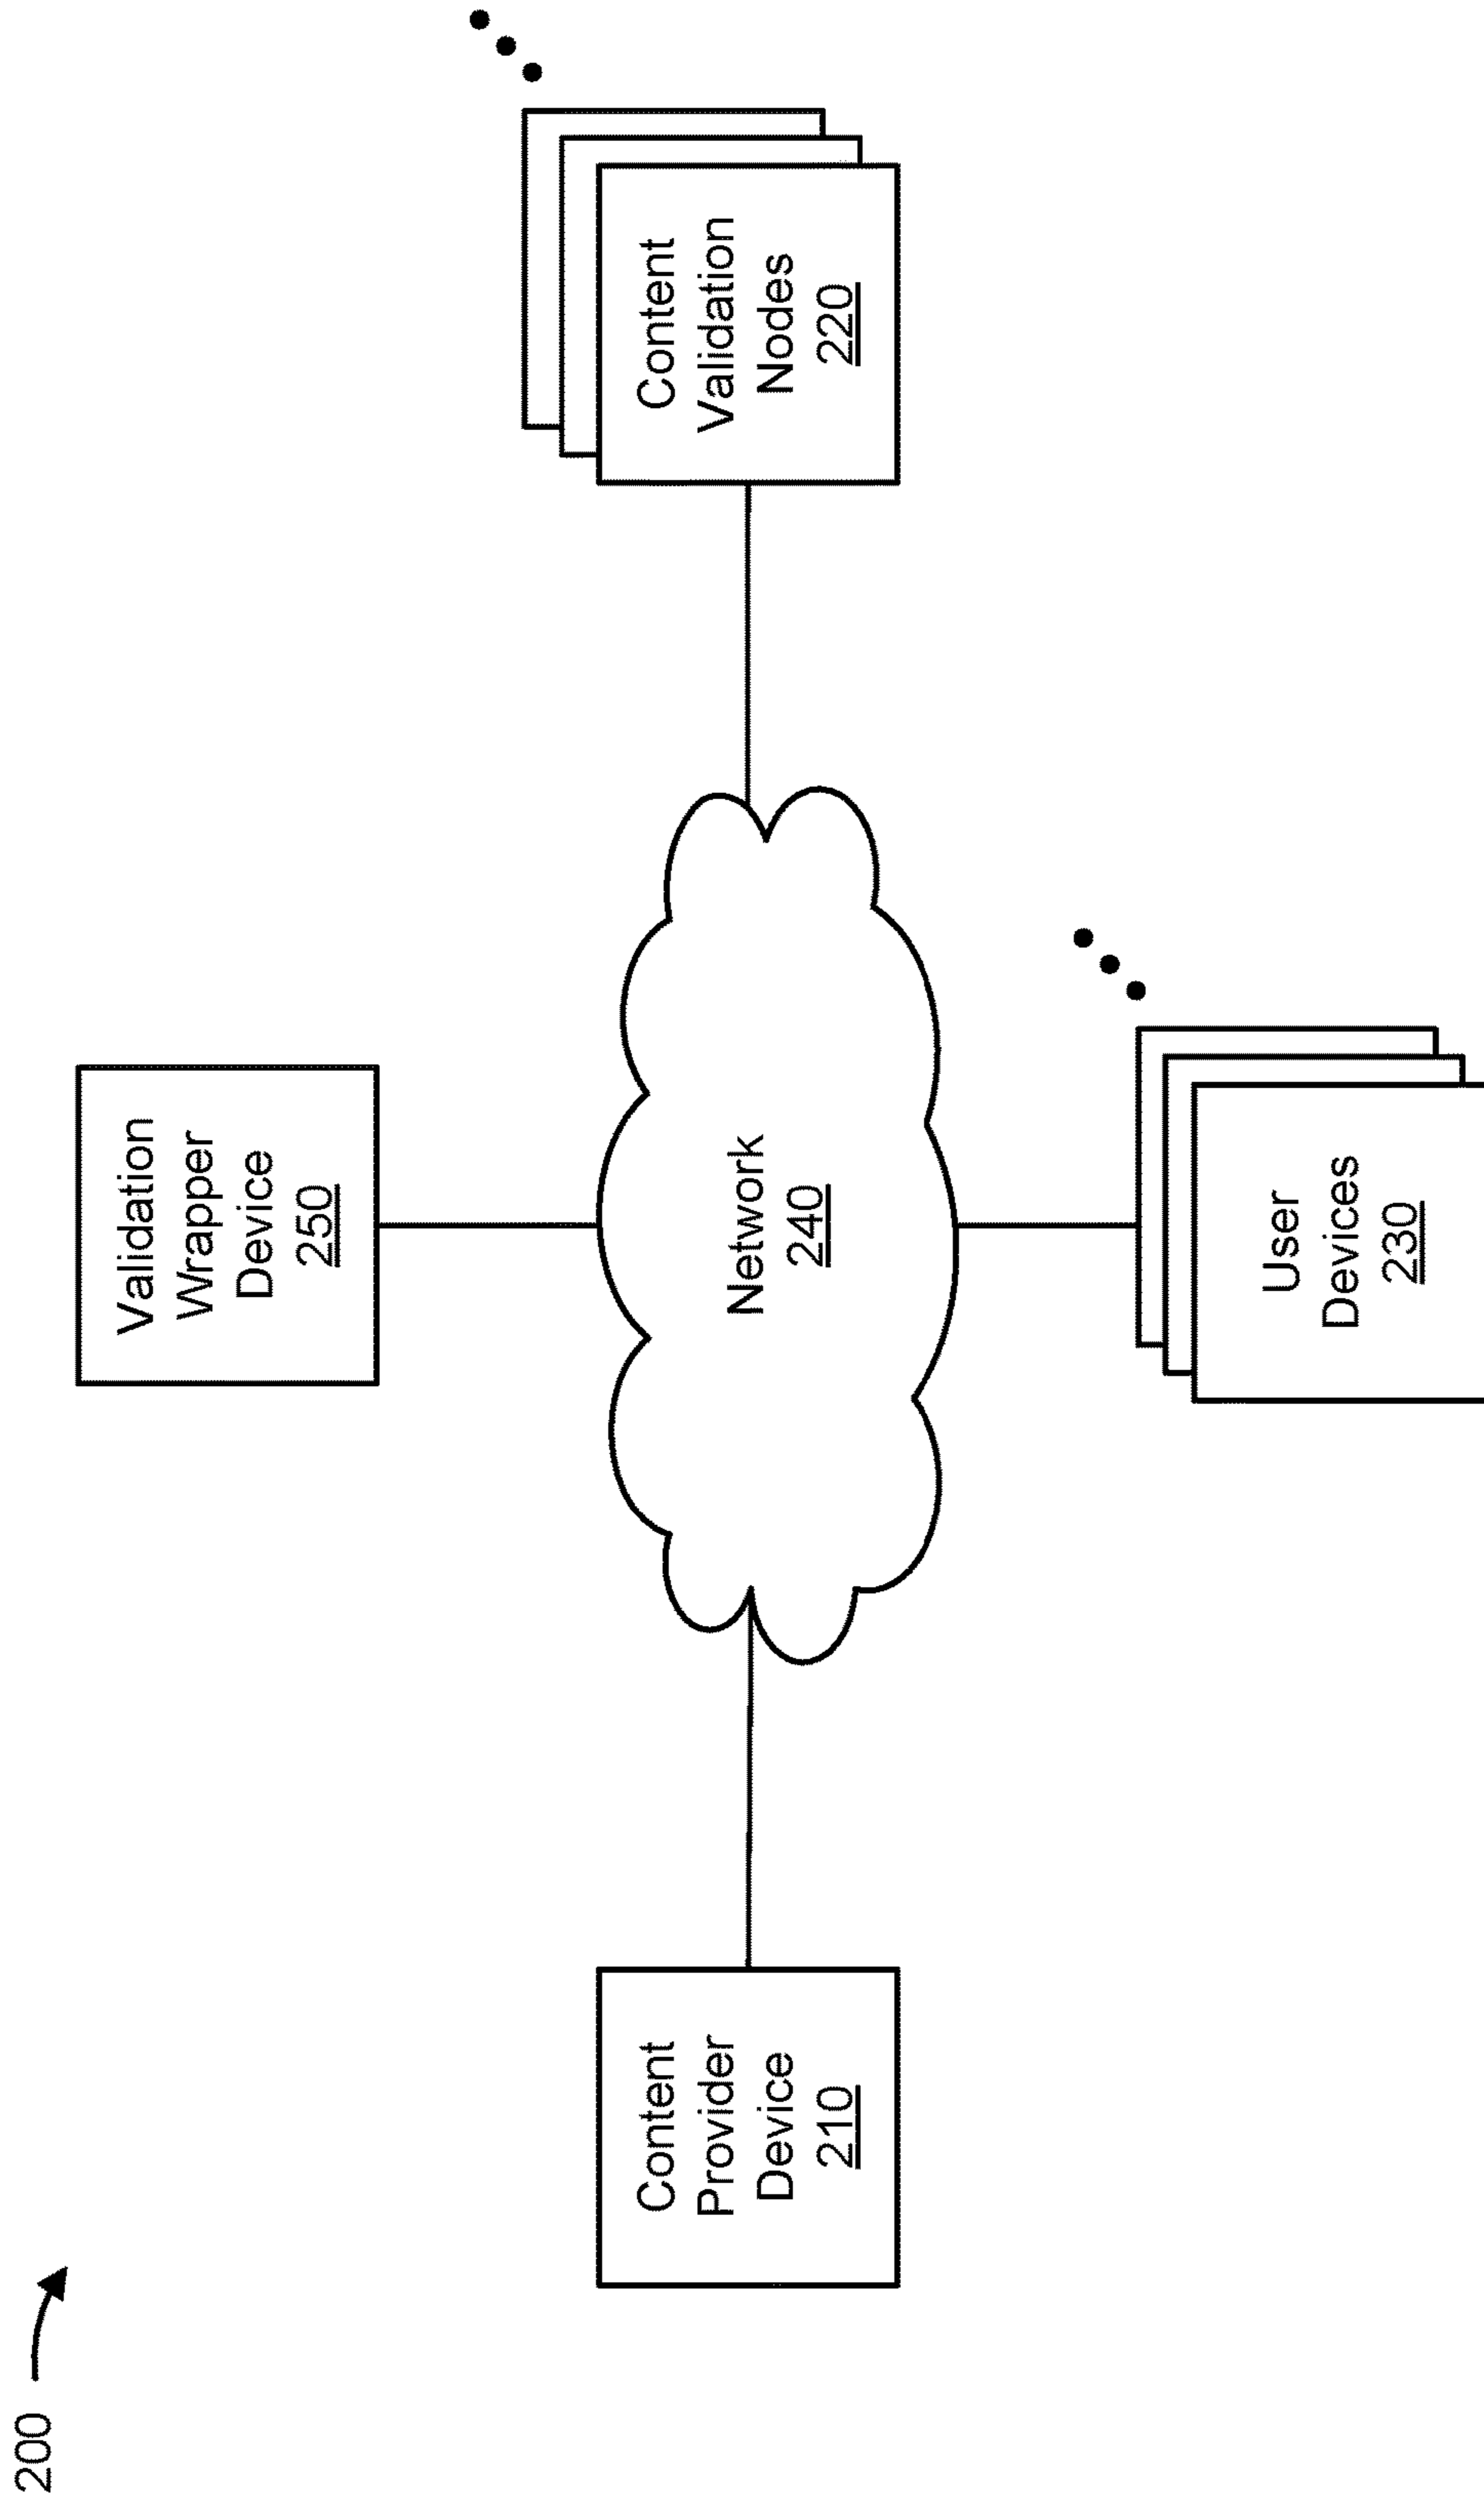 200
Validation
Wrapper
Device
250
Content
Provider
Device
210
Network
240
Content
Validation
Nodes
220
User
Devices
230